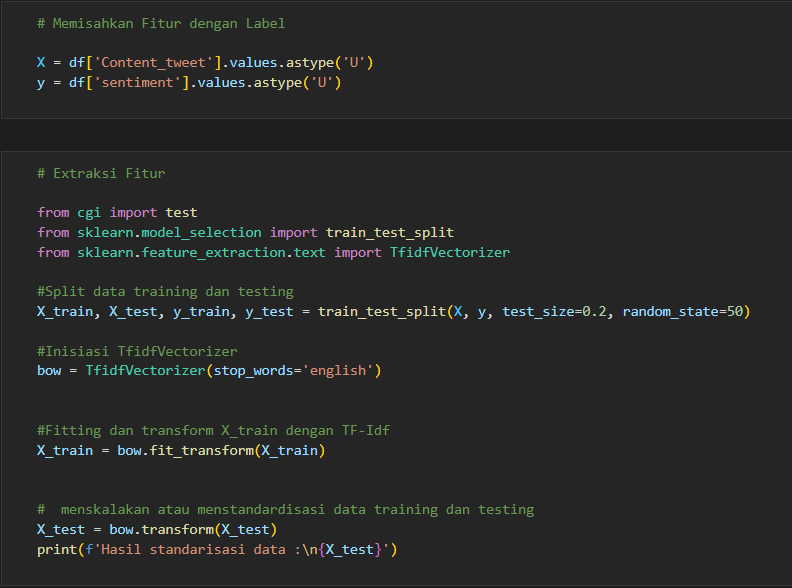 # Memisahkan Fitur dengan Label
X = df['Content_tweet'].values.astype('U')
y = df['sentiment'].values.astype('U')
# Extraksi Fitur
from cgi import test
from sklearn.model_selection import train_test_split
from sklearn.feature_extraction.text import TfidfVectorizer
#Split data training dan testing
X_train, X_test, y_train, y_test = train_test_split(X, y, test_size=0.2, random_state=50)
#Inisiasi TfidfVectorizer
bow = TfidfVectorizer(stop_words='english')
#Fitting dan transform X_train dengan TF-Idf
X_train = bow.fit_transform(X_train)
#  menskalakan atau menstandardisasi data training dan testing
X_test = bow.transform(X_test)
print(f'Hasil standarisasi data :\n{X_test}')